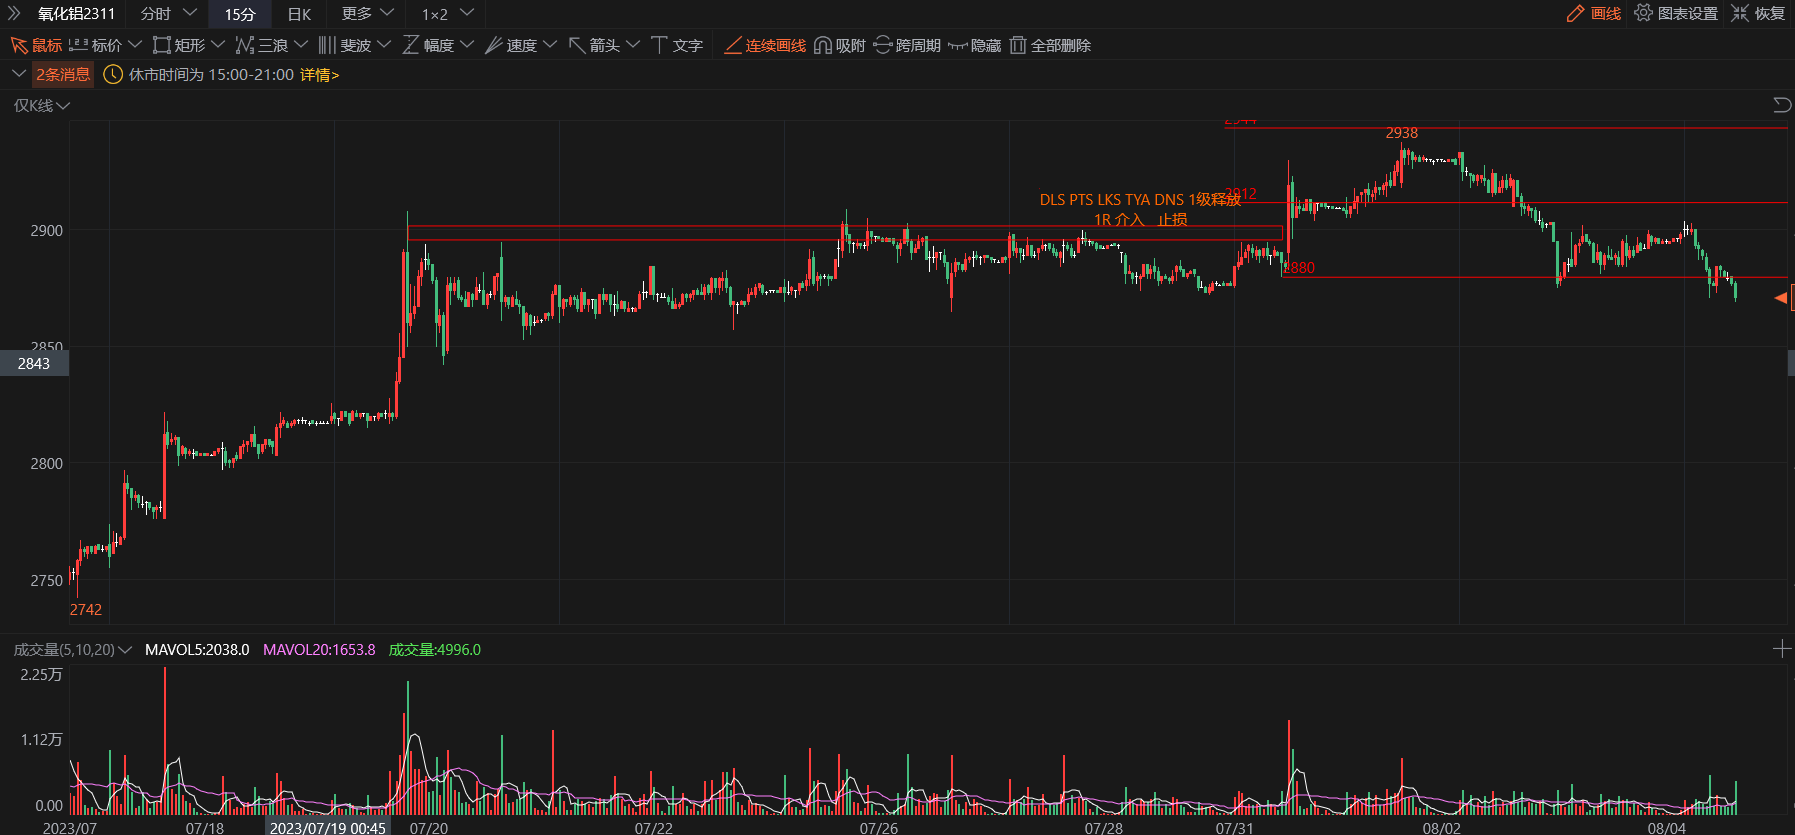 氧化铝2311 分时 15分 日K 更多 1×2 画线 图表设置 恢复
鼠标 1 2 3 标价 矩形 三浪 斐波 幅度 速度 箭头 文字 连续画线 吸附 跨周期 隐藏 全部删除
2条消息 休市时间为 15:00-21:00 详情>
仅K线
2944
2938
DLS PTS LKS TYA DNS 1级释放 2912
1R 介入 止损
2900
2880
2850
2843
2800
2750
2742
成交量(5,10,20) MAVOL5:2038.0 MAVOL20:1653.8 成交量:4996.0
2.25万
1.12万
0.00
2023/07 07/18 2023/07/19 00:45 07/20 07/22 07/26 07/28 07/31 08/02 08/04